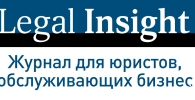 Legal Insight
Журнал для юристов,
обслуживающих бизнес